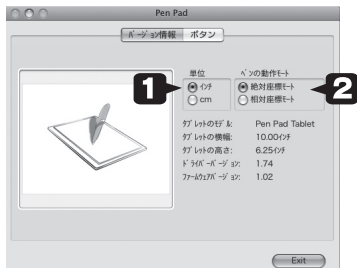 Pen Pad
バージョン情報 ボタン
単位 ペンの動作モード
1 インチ 絶対座標モード 2
cm 相対座標モード
タブレットのモデル: Pen Pad Tablet
タブレットの横幅: 10.00インチ
タブレットの高さ: 6.25インチ
ドライバーバージョン: 1.74
ファームウェアバージョン: 1.02
Exit